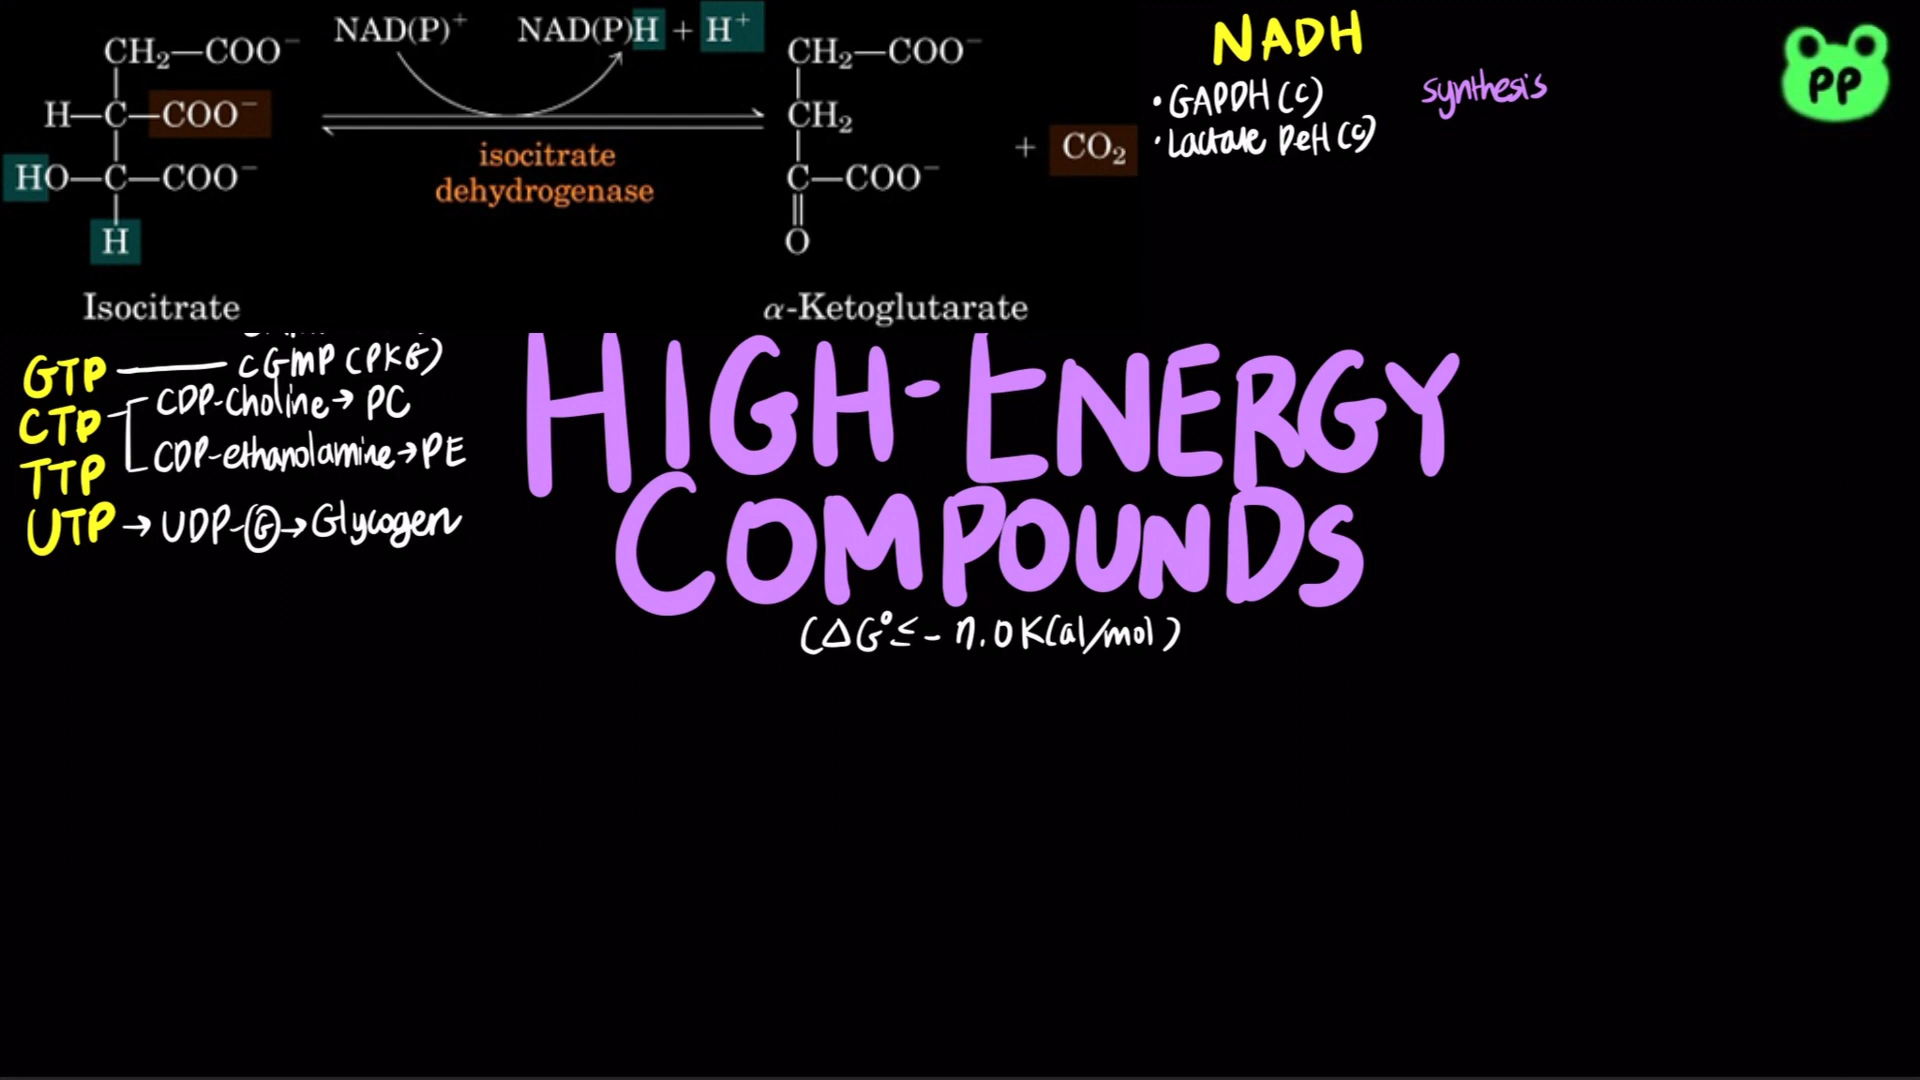 NAD(P)⁺ NAD(P)H + H⁺
CH₂—COO⁻
H—C—COO⁻
HO—C—COO⁻
H
Isocitrate
isocitrate
dehydrogenase
CH₂—COO⁻
CH₂
C—COO⁻
O
α-Ketoglutarate
+ CO₂
NADH
• GAPDH (C)
• Lactate DeH (C)
synthesis
PP
GTP — cGMP (PKG)
CTP CDP-choline → PC
CDP-ethanolamine → PE
TTP
UTP → UDP-G → Glycogen
HIGH-ENERGY
COMPOUNDS
(ΔG° ≤ - 7.0 KCal/mol)